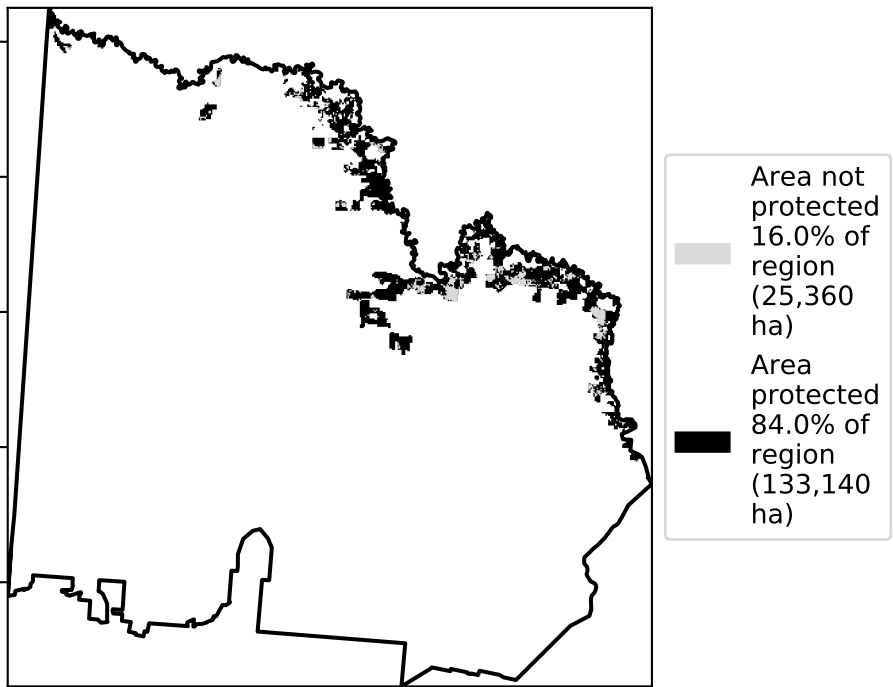 Area not
protected
16.0% of
region
(25,360
ha)
Area
protected
84.0% of
region
(133,140
ha)